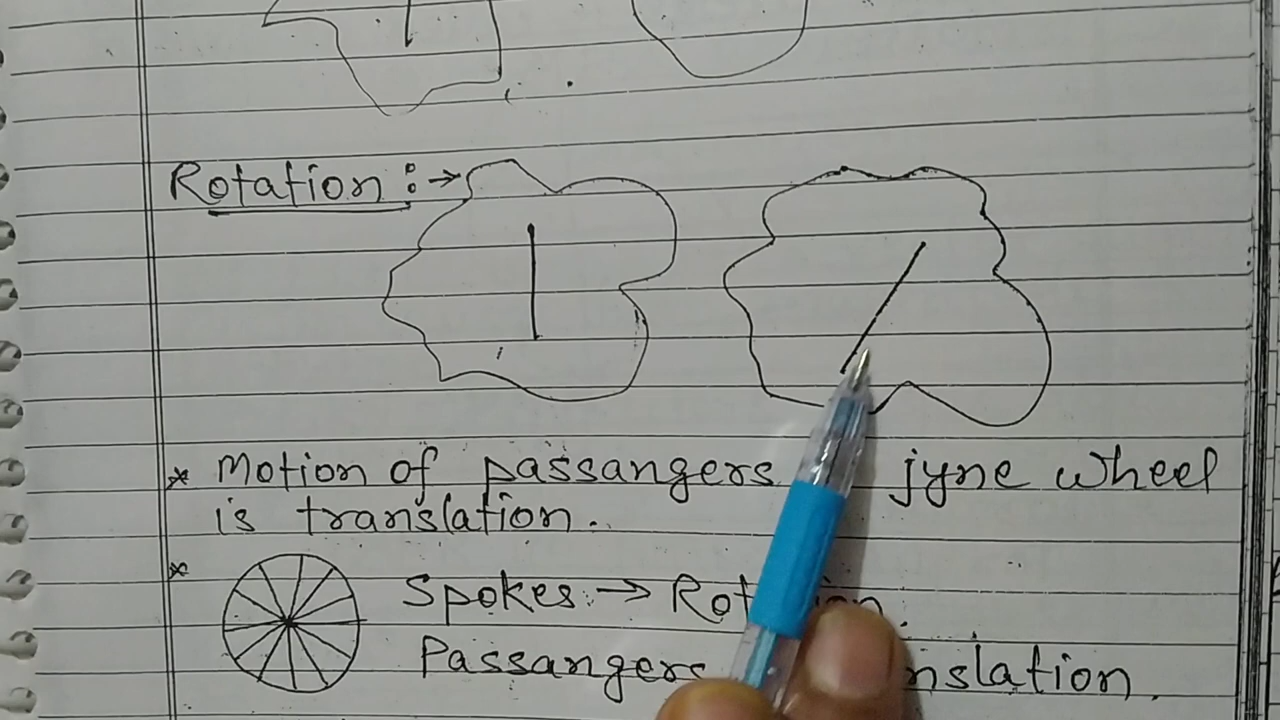 Rotation :→
* Motion of passangers jyne wheel
is translation.
* Spokes → Rot
Passangers nslation.